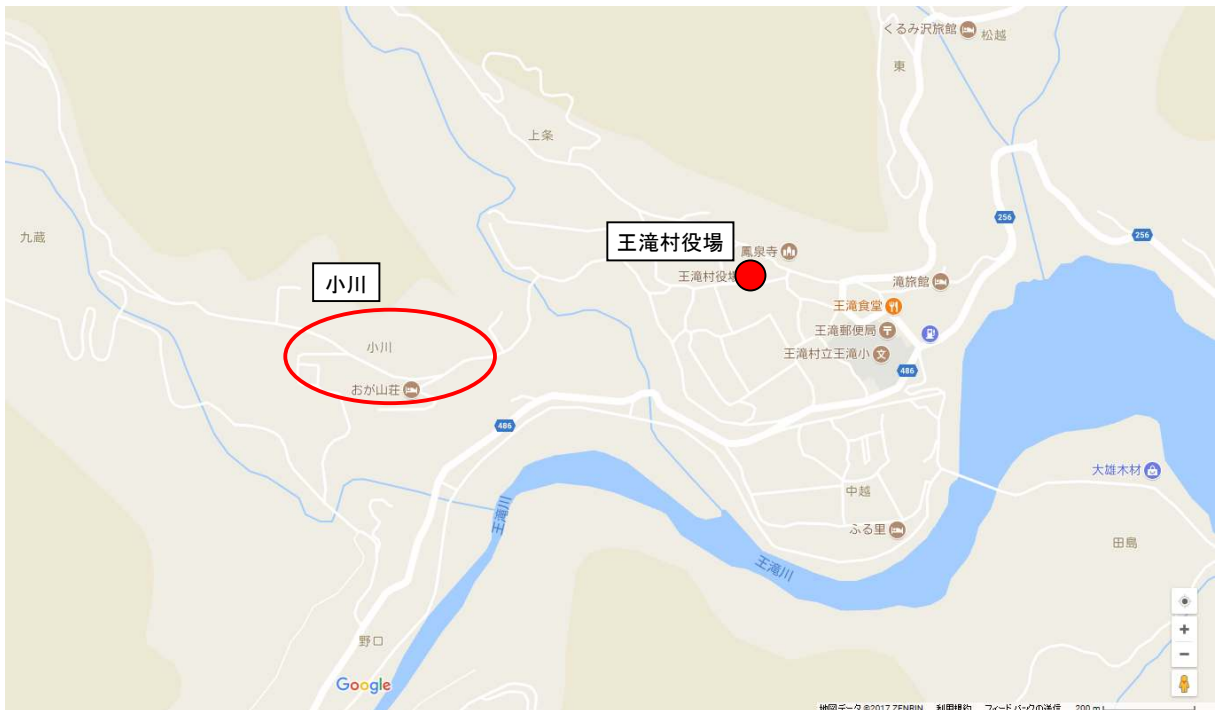 くるみ沢旅館
松越
東
上条
256
256
九蔵
王滝村役場
鳳泉寺
王滝村役場
小川
滝旅館
王滝食堂
王滝郵便局
小川
王滝村立王滝小
文
486
おが山荘
486
大雄木材
中越
王滝川
ふる里
田島
王滝川
野口
Google
地図データ ©2017 ZENRIN 利用規約 フィードバックの送信 200 m